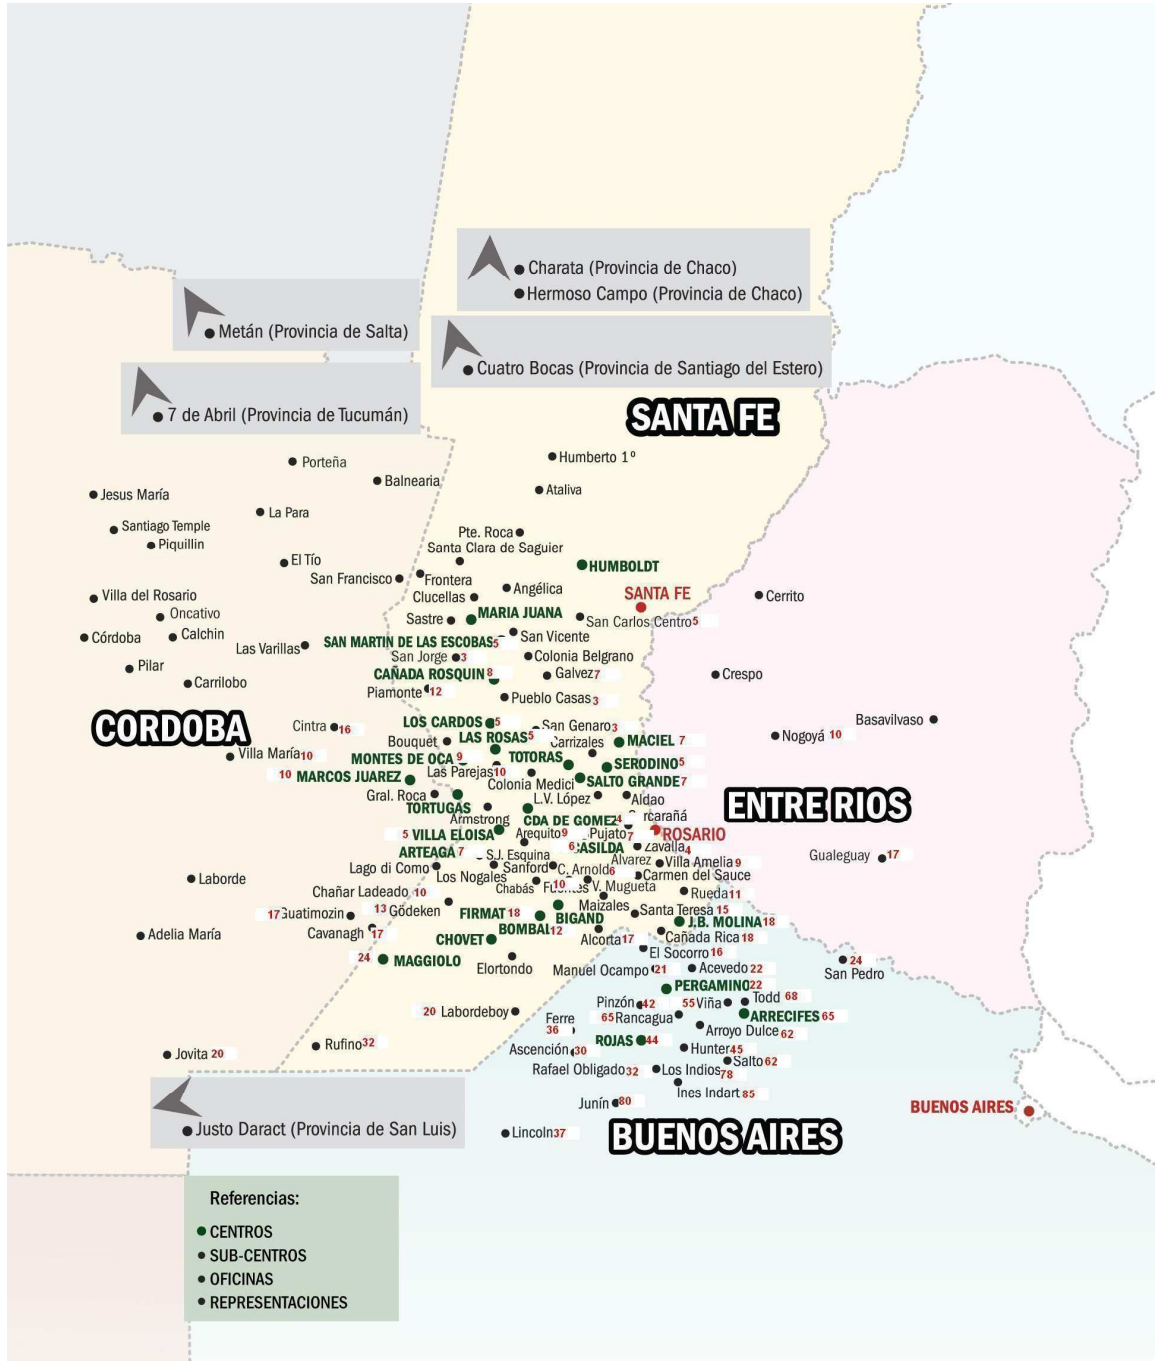 Charata (Provincia de Chaco)
Hermoso Campo (Provincia de Chaco)
Metán (Provincia de Salta)
Cuatro Bocas (Provincia de Santiago del Estero)
7 de Abril (Provincia de Tucumán)
SANTA FE
Porteña
Humberto 1º
Balnearia
Ataliva
Jesus María
La Para
Santiago Temple
Piquillin
Pte. Roca
Santa Clara de Saguier
El Tío
HUMBOLDT
San Francisco
Frontera
Angélica
SANTA FE
Villa del Rosario
Clucellas
Cerrito
Oncativo
Sastre
MARIA JUANA
San Carlos Centro 5
Córdoba
Calchin
SAN MARTIN DE LAS ESCOBAS 5
San Vicente
Las Varillas
San Jorge 3
Colonia Belgrano
Pilar
CAÑADA ROSQUIN 8
Galvez 7
Crespo
Carrilobo
Piamonte 12
Pueblo Casas 3
CORDOBA
Cintra 16
LOS CARDOS 5
San Genaro 3
Basavilvaso
Bouquet
LAS ROSAS 5
Carrizales
MACIEL 7
Nogoyá 10
Villa María 10
MONTES DE OCA 9
TOTORAS
SERODINO 5
10 MARCOS JUAREZ
Las Parejas 10
Colonia Medici
SALTO GRANDE 7
Gral. Roca
L.V. López
Aldao
ENTRE RIOS
TORTUGAS
Armstrong
CDA DE GOMEZ 4
rcarañá
5 VILLA ELOISA
Arequito 9
Pujato 7
ROSARIO
ARTEAGA 7
S.J. Esquina
6 CASILDA
Zavalla 4
Lago di Como
Los Nogales
Sanford
C. Arnold 6
Alvarez
Villa Amelia 9
Gualeguay 17
Carmen del Sauce
Laborde
Chañar Ladeado 10
Chabás
10
Fuentes
V. Mugueta
Rueda 11
17 Guatimozin
13 Gödeken
FIRMAT 18
BIGAND
Maizales
Santa Teresa 15
J.B. MOLINA 18
Adelia María
Cavanagh 17
CHOVET
BOMBAL 12
Alcorta 17
Cañada Rica 18
El Socorro 16
24 MAGGIOLO
Elortondo
Manuel Ocampo 21
Acevedo 22
24
San Pedro
PERGAMINO 22
Pinzón 42
55 Viña
Todd 68
20 Labordeboy
Ferre
36
65 Rancagua
ARRECIFES 65
Arroyo Dulce 62
Rufino 32
ROJAS 44
Jovita 20
Ascención 30
Hunter 45
Salto 62
Rafael Obligado 32
Los Indios 78
Ines Indart 85
Junín 80
BUENOS AIRES
Justo Daract (Provincia de San Luis)
Lincoln 37
BUENOS AIRES
Referencias:
CENTROS
SUB-CENTROS
OFICINAS
REPRESENTACIONES